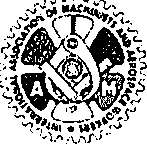 INTERNATIONAL ASSOCIATION OF MACHINISTS AND AEROSPACE WORKERS
A M